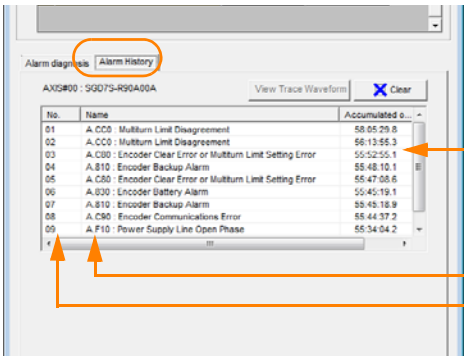 Alarm diagnosis Alarm History
AXIS#00 : SGD7S-R90A00A View Trace Waveform Clear
No. Name Accumulated o...
01 A.CC0 : Multiturn Limit Disagreement 58:05:29.8
02 A.CC0 : Multiturn Limit Disagreement 56:13:55.3
03 A.C80 : Encoder Clear Error or Multiturn Limit Setting Error 55:52:55.1
04 A.810 : Encoder Backup Alarm 55:48:10.1
05 A.C80 : Encoder Clear Error or Multiturn Limit Setting Error 55:47:08.6
06 A.830 : Encoder Battery Alarm 55:45:19.1
07 A.810 : Encoder Backup Alarm 55:45:18.9
08 A.C90 : Encoder Communications Error 55:44:37.2
09 A.F10 : Power Supply Line Open Phase 55:34:04.2